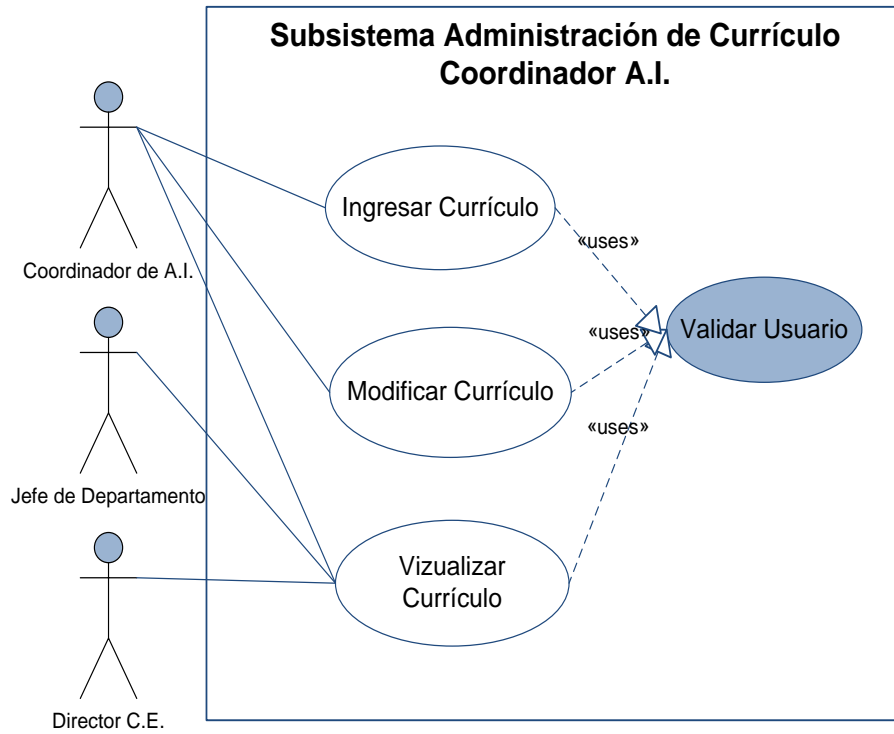 Subsistema Administración de Currículo
Coordinador A.I.
Ingresar Currículo
«uses»
Coordinador de A.I.
Validar Usuario
«uses»
Modificar Currículo
«uses»
Jefe de Departamento
Vizualizar
Currículo
Director C.E.